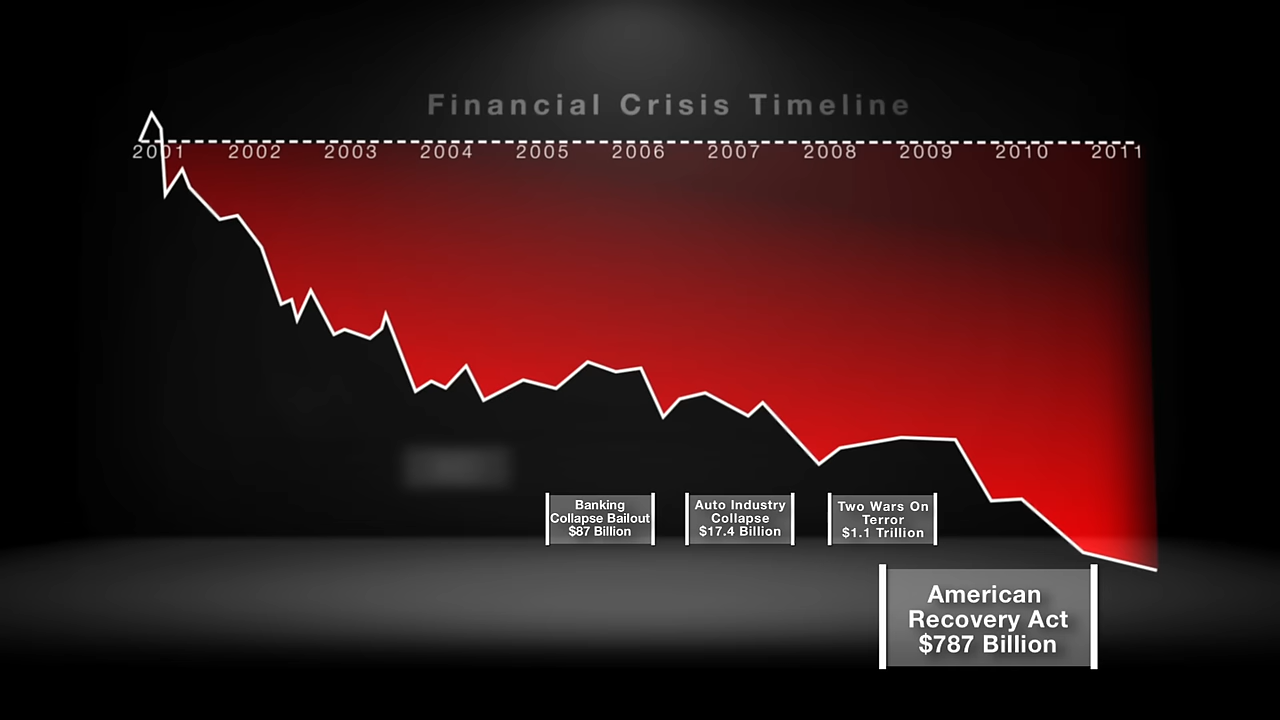 Financial Crisis Timeline
2001 2002 2003 2004 2005 2006 2007 2008 2009 2010 2011
Banking
Collapse Bailout
$87 Billion
Auto Industry
Collapse
$17.4 Billion
Two Wars On
Terror
$1.1 Trillion
American
Recovery Act
$787 Billion